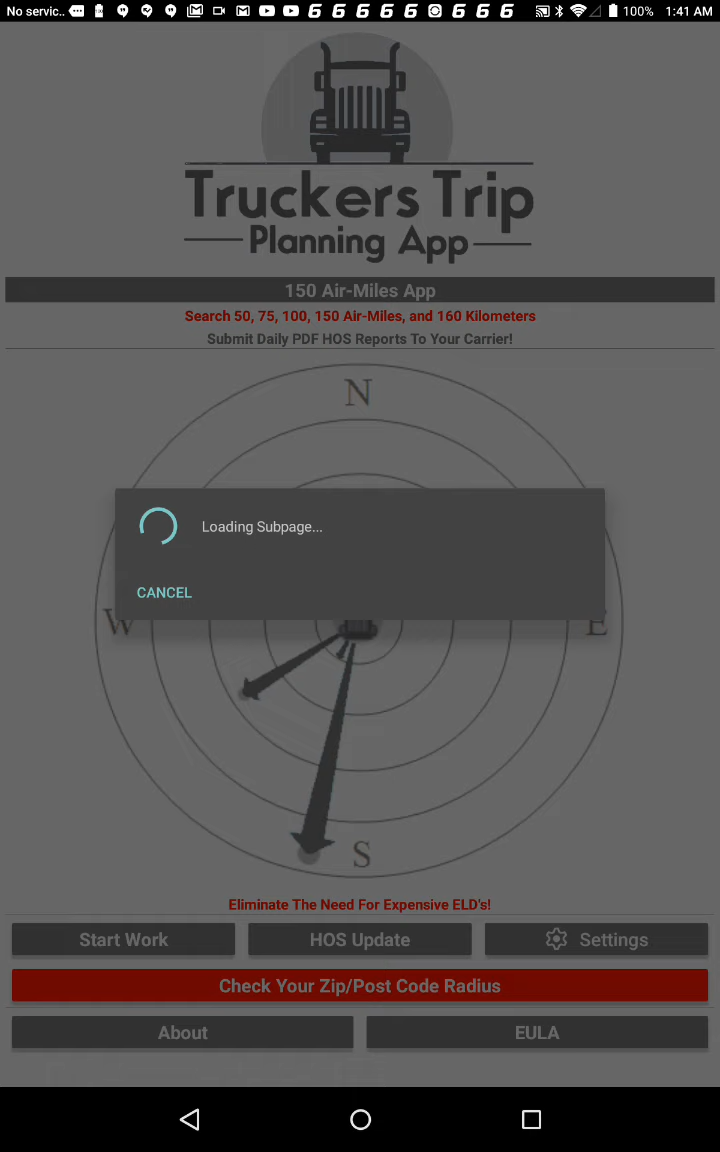 No servic.. 100% 1:41 AM
Truckers Trip
Planning App
150 Air-Miles App
Search 50, 75, 100, 150 Air-Miles, and 160 Kilometers
Submit Daily PDF HOS Reports To Your Carrier!
N
Loading Subpage...
CANCEL
W E
S
Eliminate The Need For Expensive ELD's!
Start Work HOS Update Settings
Check Your Zip/Post Code Radius
About EULA